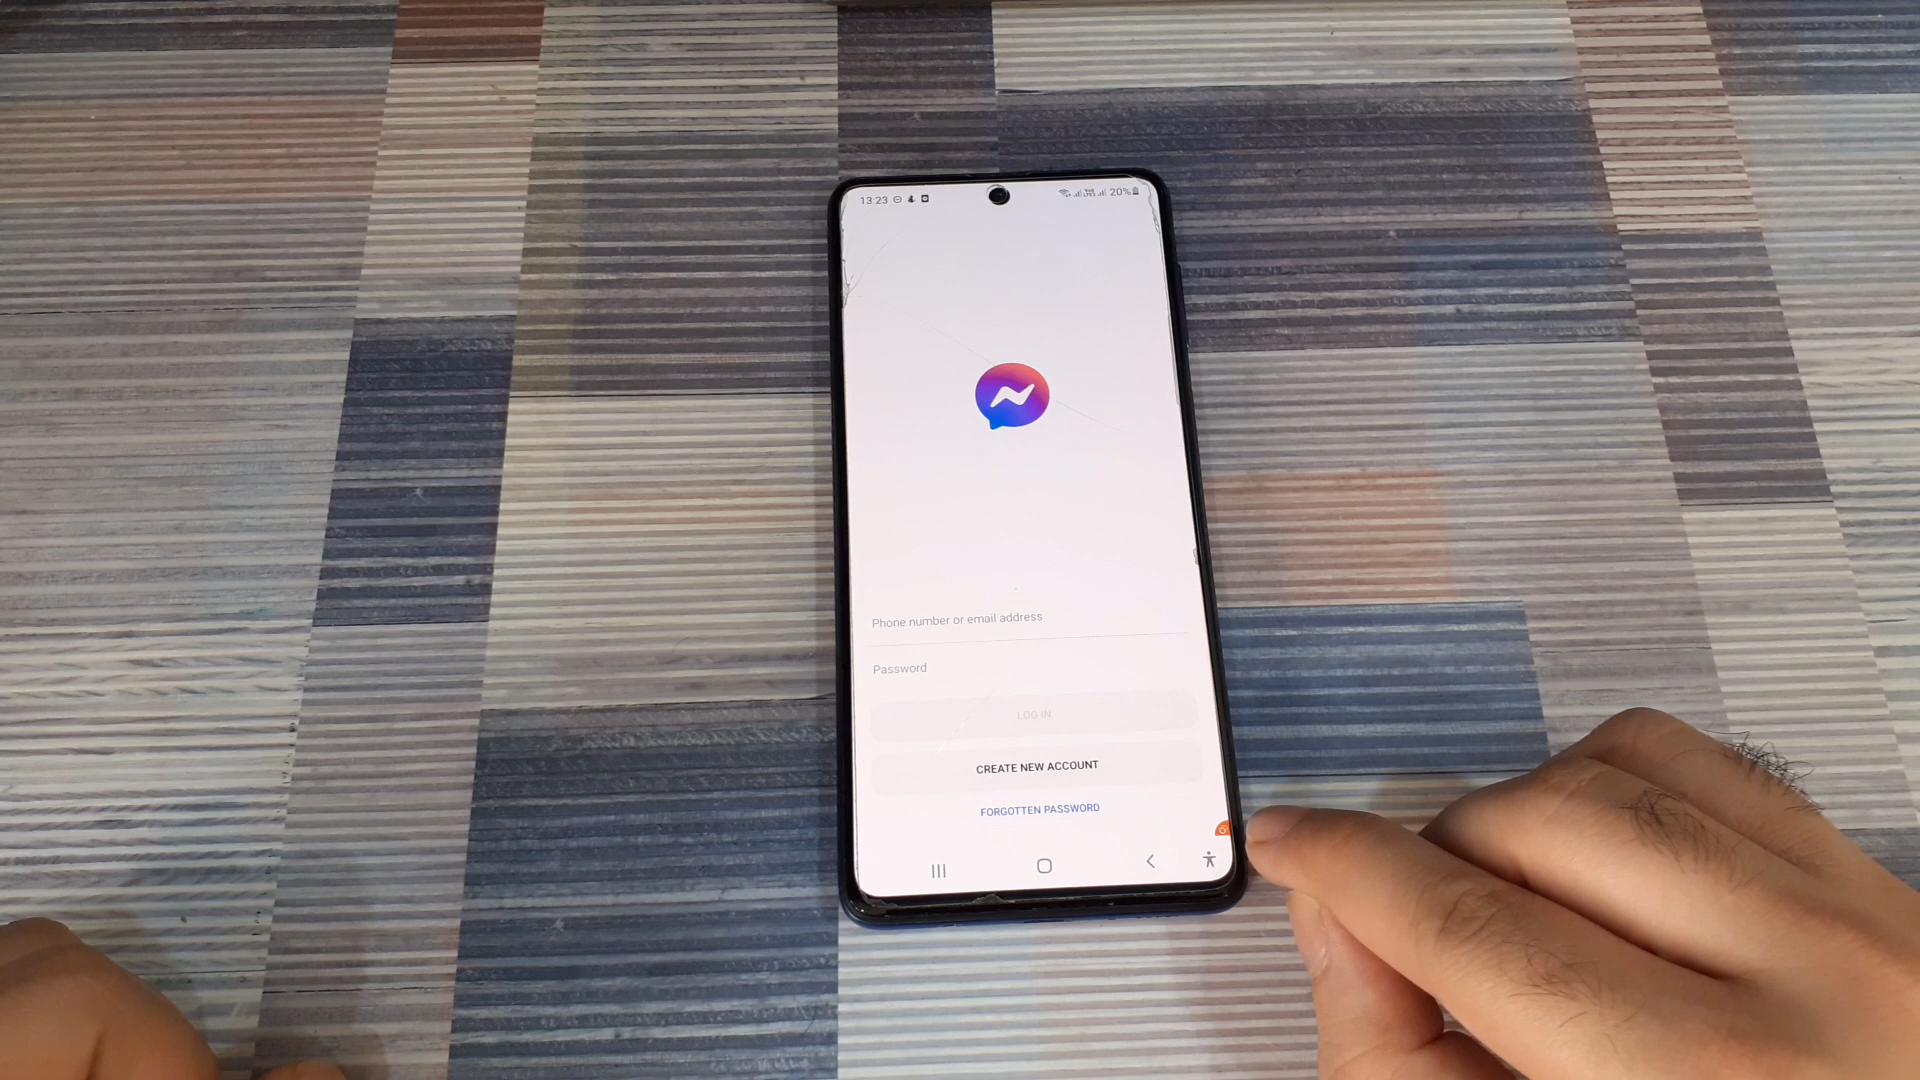 13:23 20%
Phone number or email address
Password
LOG IN
CREATE NEW ACCOUNT
FORGOTTEN PASSWORD